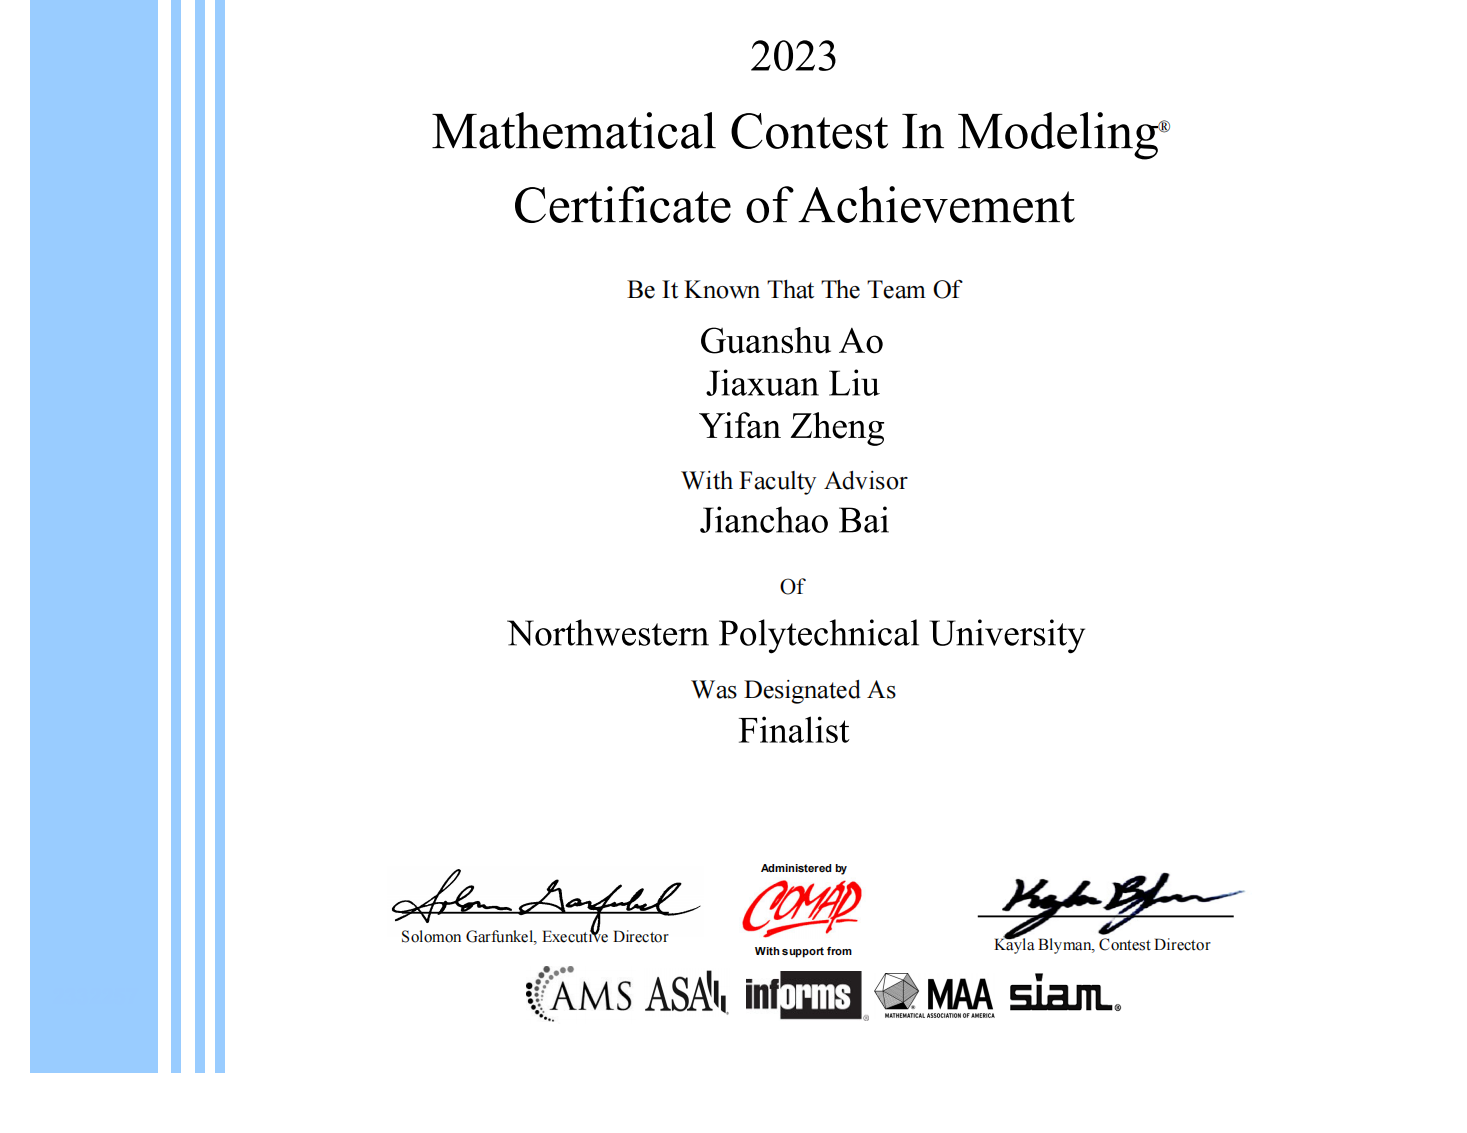 2023
Mathematical Contest In Modeling®
Certificate of Achievement
Be It Known That The Team Of
Guanshu Ao
Jiaxuan Liu
Yifan Zheng
With Faculty Advisor
Jianchao Bai
Of
Northwestern Polytechnical University
Was Designated As
Finalist
Administered by
COMAP
Solomon Garfunkel
Solomon Garfunkel, Executive Director
Kayla Blyman
Kayla Blyman, Contest Director
With support from
AMS ASA informs® MAA siam®
MATHEMATICAL ASSOCIATION OF AMERICA